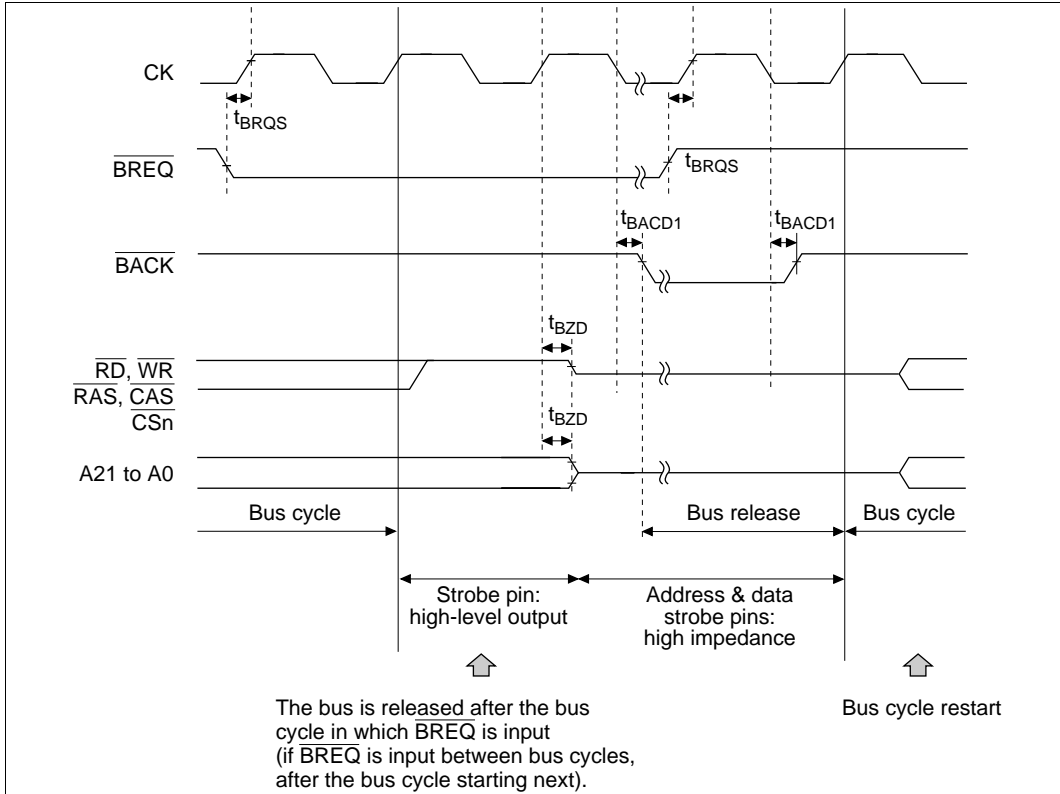 CK
tBRQS
BREQ
tBRQS
tBACD1
tBACD1
BACK
tBZD
RD, WR
RAS, CAS
CSn
tBZD
A21 to A0
Bus cycle
Bus release
Bus cycle
Strobe pin:
high-level output
Address & data
strobe pins:
high impedance
The bus is released after the bus
cycle in which BREQ is input
(if BREQ is input between bus cycles,
after the bus cycle starting next).
Bus cycle restart